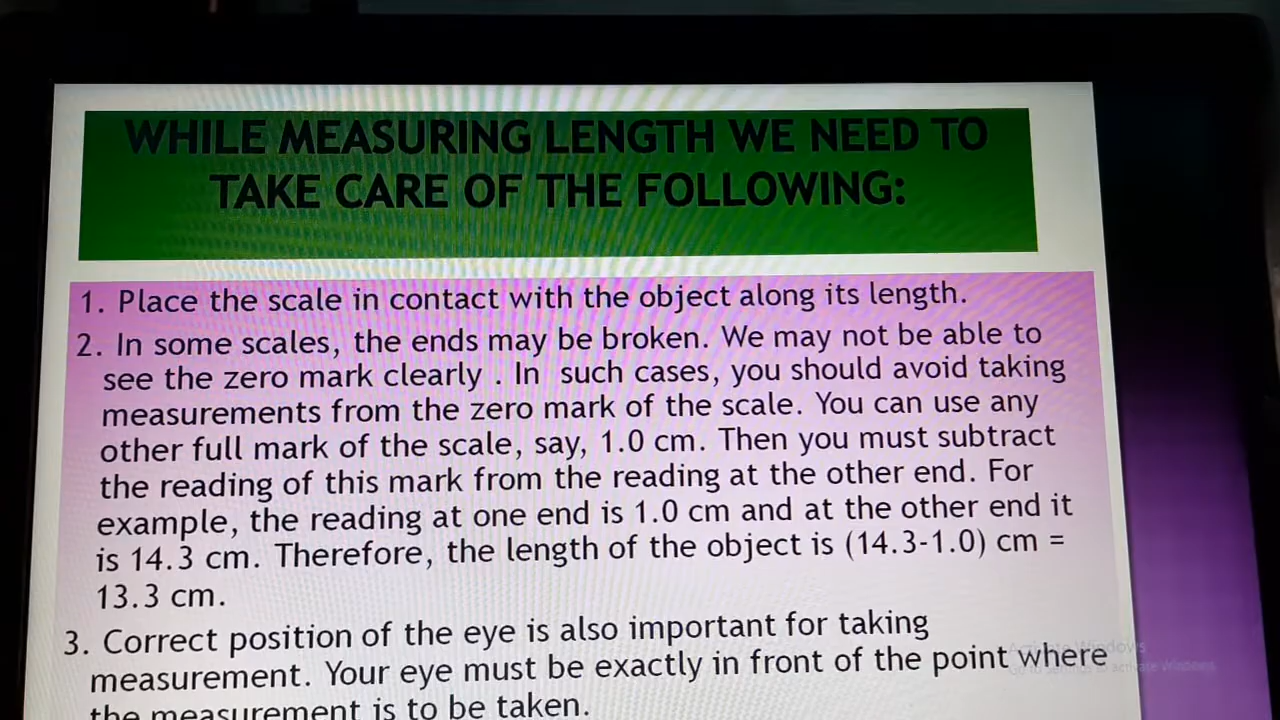 WHILE MEASURING LENGTH WE NEED TO
TAKE CARE OF THE FOLLOWING:
1. Place the scale in contact with the object along its length.
2. In some scales, the ends may be broken. We may not be able to
see the zero mark clearly . In such cases, you should avoid taking
measurements from the zero mark of the scale. You can use any
other full mark of the scale, say, 1.0 cm. Then you must subtract
the reading of this mark from the reading at the other end. For
example, the reading at one end is 1.0 cm and at the other end it
is 14.3 cm. Therefore, the length of the object is (14.3-1.0) cm =
13.3 cm.
3. Correct position of the eye is also important for taking
measurement. Your eye must be exactly in front of the point where
the measurement is to be taken.
Activate Windows